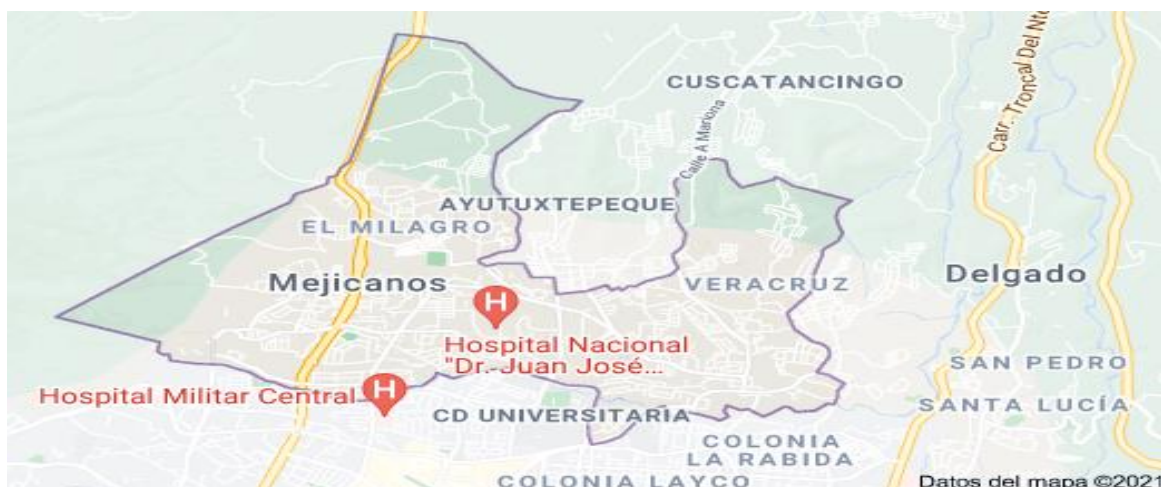 CUSCATANCINGO
Carr. Troncal Del Nte
Calle A Mariona
AYUTUXTEPEQUE
EL MILAGRO
Mejicanos
VERACRUZ
Delgado
H
Hospital Nacional
"Dr. Juan José...
SAN PEDRO
Hospital Militar Central
H
CD UNIVERSITARIA
SANTA LUCÍA
COLONIA
LA RABIDA
COLONIA LAYCO
Datos del mapa ©2021